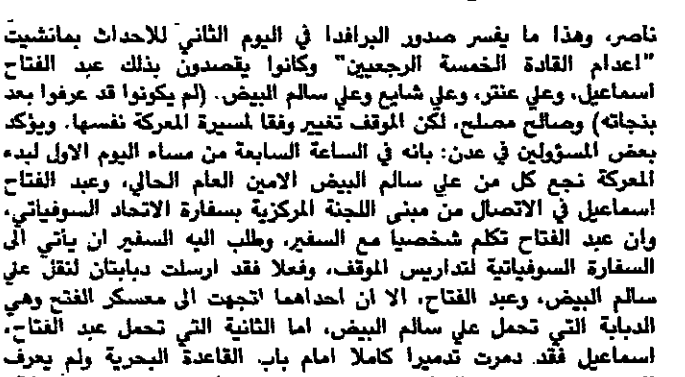 ناصر، وهذا ما يفسر صدور البرافدا في اليوم الثاني للاحداث بمانشيت
"اعدام القادة الخمسة الرجعيين" وكانوا يقصدون بذلك عبد الفتاح
اسماعيل، وعلي عنتر، وعلي شايع وعلي سالم البيض. (لم يكونوا قد عرفوا بعد
بنجاته) وصالح مصلح، لكن الموقف تغيير وفقا لمسيرة المعركة نفسها. ويؤكد
بعض المسؤولين في عدن: بانه في الساعة السابعة من مساء اليوم الاول لبدء
المعركة نجح كل من علي سالم البيض الامين العام الحالي، وعبد الفتاح
اسماعيل في الاتصال من مبنى اللجنة المركزية بسفارة الاتحاد السوفياتي،
وان عبد الفتاح تكلم شخصيا مع السفير، وطلب اليه السفير ان يأتي الى
السفارة السوفياتية لتداريس الموقف، وفعلا فقد ارسلت دبابتان لنقل علي
سالم البيض، وعبد الفتاح، الا ان احداهما اتجهت الى معسكر الفتح وهي
الدبابة التي تحمل علي سالم البيض، اما الثانية التي تحمل عبد الفتاح،
اسماعيل فقد دمرت تدميرا كاملا امام باب القاعدة البحرية ولم يعرف